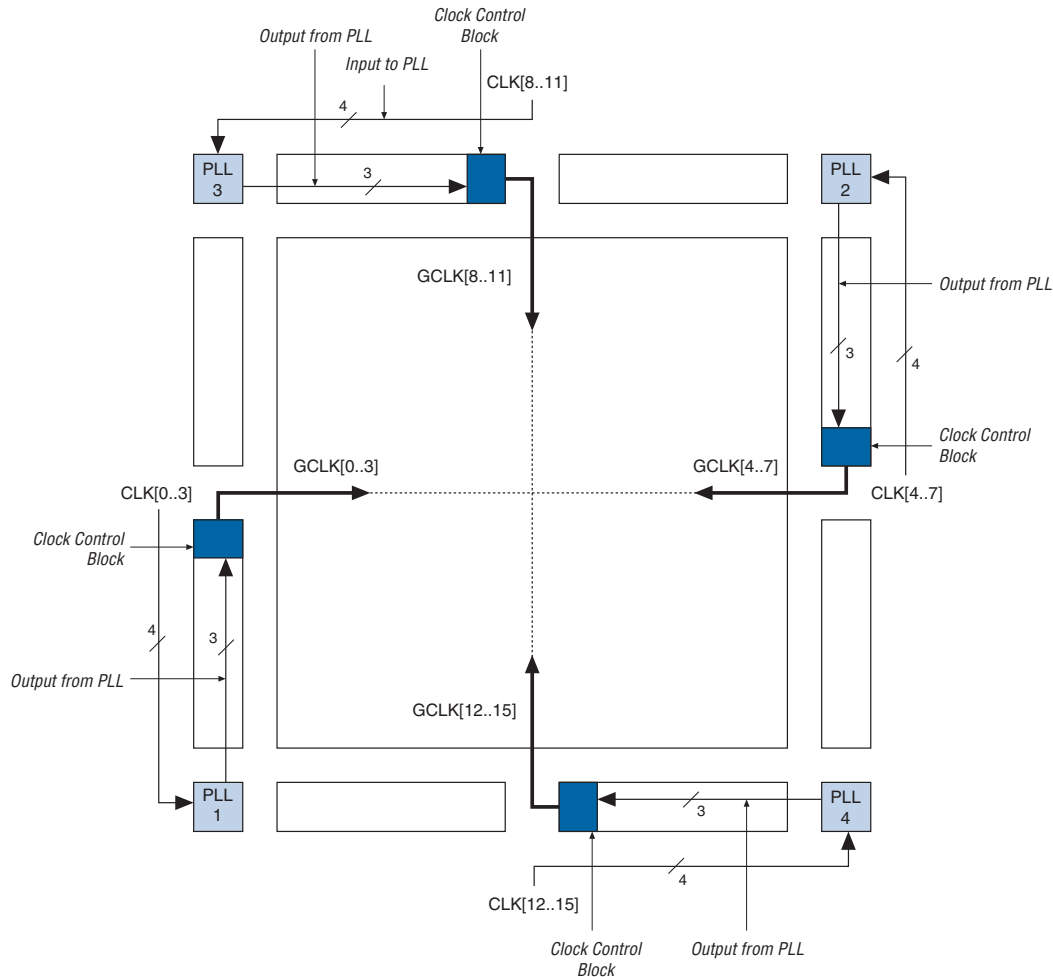 Clock Control
Block
Output from PLL
Input to PLL
CLK[8..11]
4
PLL
3
3
PLL
2
GCLK[8..11]
Output from PLL
3
4
Clock Control
Block
GCLK[0..3]
GCLK[4..7]
CLK[0..3]
CLK[4..7]
Clock Control
Block
4
3
Output from PLL
GCLK[12..15]
PLL
1
3
PLL
4
4
CLK[12..15]
Clock Control
Block
Output from PLL